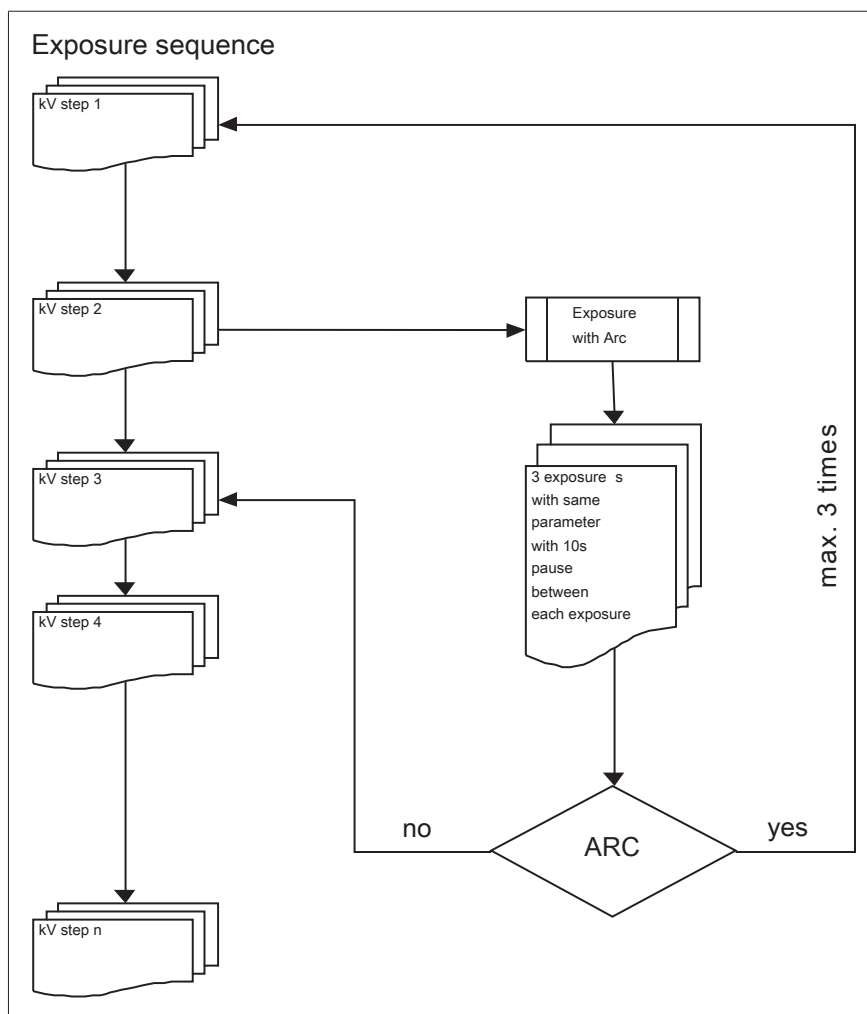 Exposure sequence
kV step 1
kV step 2
Exposure
with Arc
kV step 3
3 exposure s
with same
parameter
with 10s
pause
between
each exposure
max. 3 times
kV step 4
no
ARC
yes
kV step n